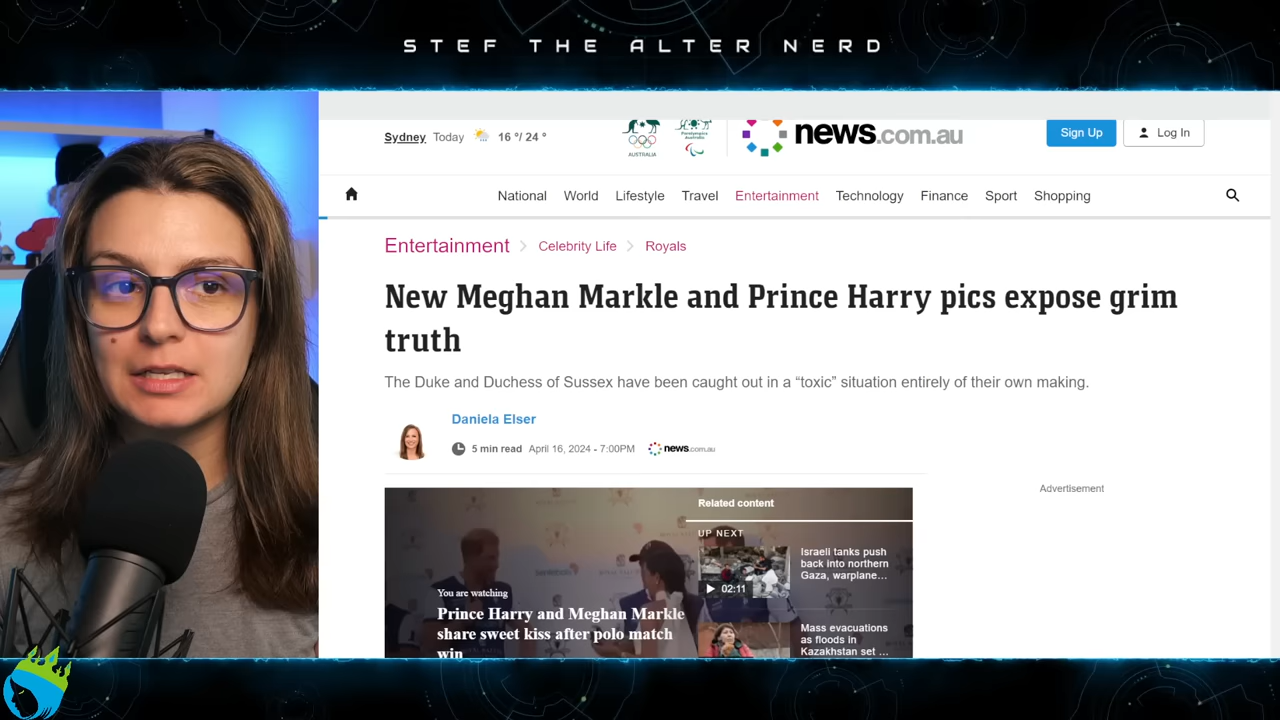 STEF THE ALTER NERD
Sydney Today 16 °/ 24 °
AUSTRALIA
Paralympics Australia
news.com.au
Sign Up
Log In
National World Lifestyle Travel Entertainment Technology Finance Sport Shopping
Entertainment > Celebrity Life > Royals
New Meghan Markle and Prince Harry pics expose grim
truth
The Duke and Duchess of Sussex have been caught out in a “toxic” situation entirely of their own making.
Daniela Elser
5 min read April 16, 2024 - 7:00PM news.com.au
Advertisement
Related content
UP NEXT
Israeli tanks push
back into northern
Gaza, warplane...
02:11
You are watching
Prince Harry and Meghan Markle
share sweet kiss after polo match
win
Mass evacuations
as floods in
Kazakhstan set ...